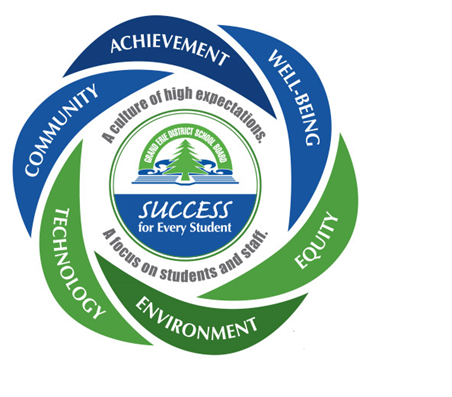 ACHIEVEMENT
WELL-BEING
EQUITY
ENVIRONMENT
TECHNOLOGY
COMMUNITY
A culture of high expectations.
GRAND ERIE DISTRICT SCHOOL BOARD
SUCCESS
for Every Student
A focus on students and staff.